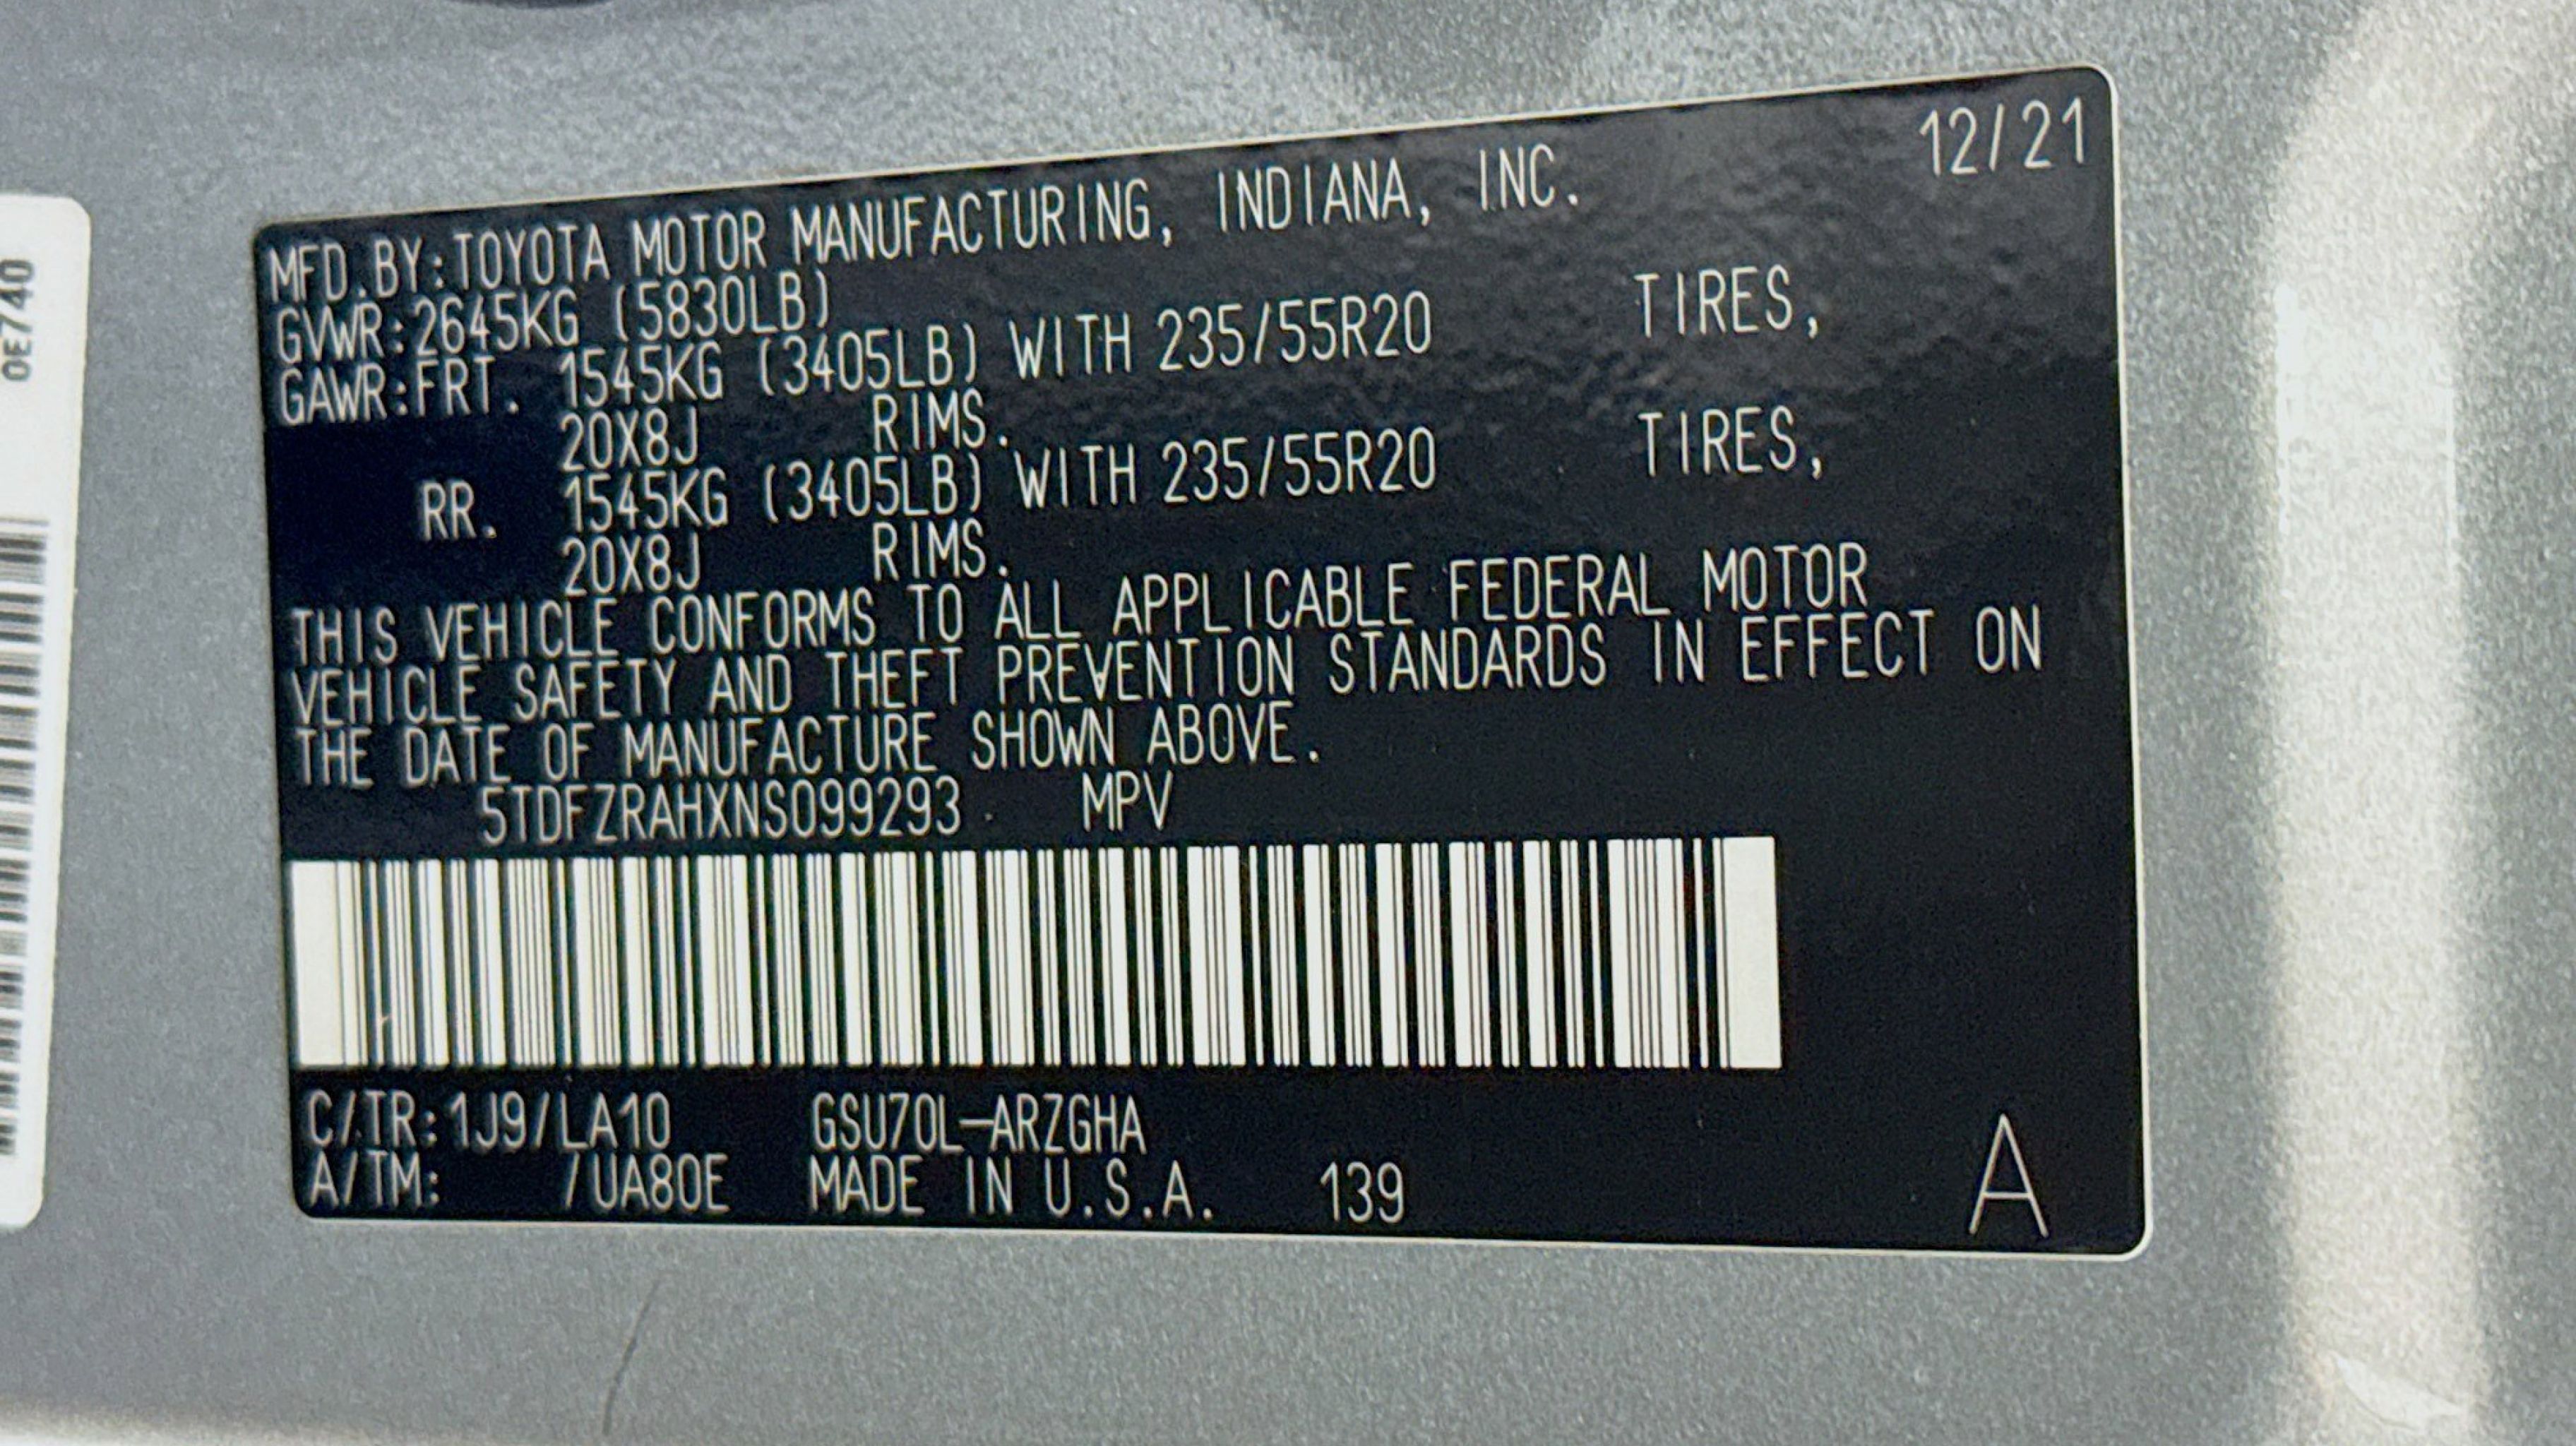 12/21
MFD.BY:TOYOTA MOTOR MANUFACTURING, INDIANA, INC.
GVWR:2645KG (5830LB)
GAWR:FRT. 1545KG (3405LB) WITH 235/55R20 TIRES,
20X8J RIMS.
RR. 1545KG (3405LB) WITH 235/55R20 TIRES,
20X8J RIMS.
THIS VEHICLE CONFORMS TO ALL APPLICABLE FEDERAL MOTOR
VEHICLE SAFETY AND THEFT PREVENTION STANDARDS IN EFFECT ON
THE DATE OF MANUFACTURE SHOWN ABOVE.
5TDFZRAHXNS099293 MPV
C/TR:1J9/LA10 GSU70L-ARZGHA
A/TM: /UA80E MADE IN U.S.A. 139
A
0E740